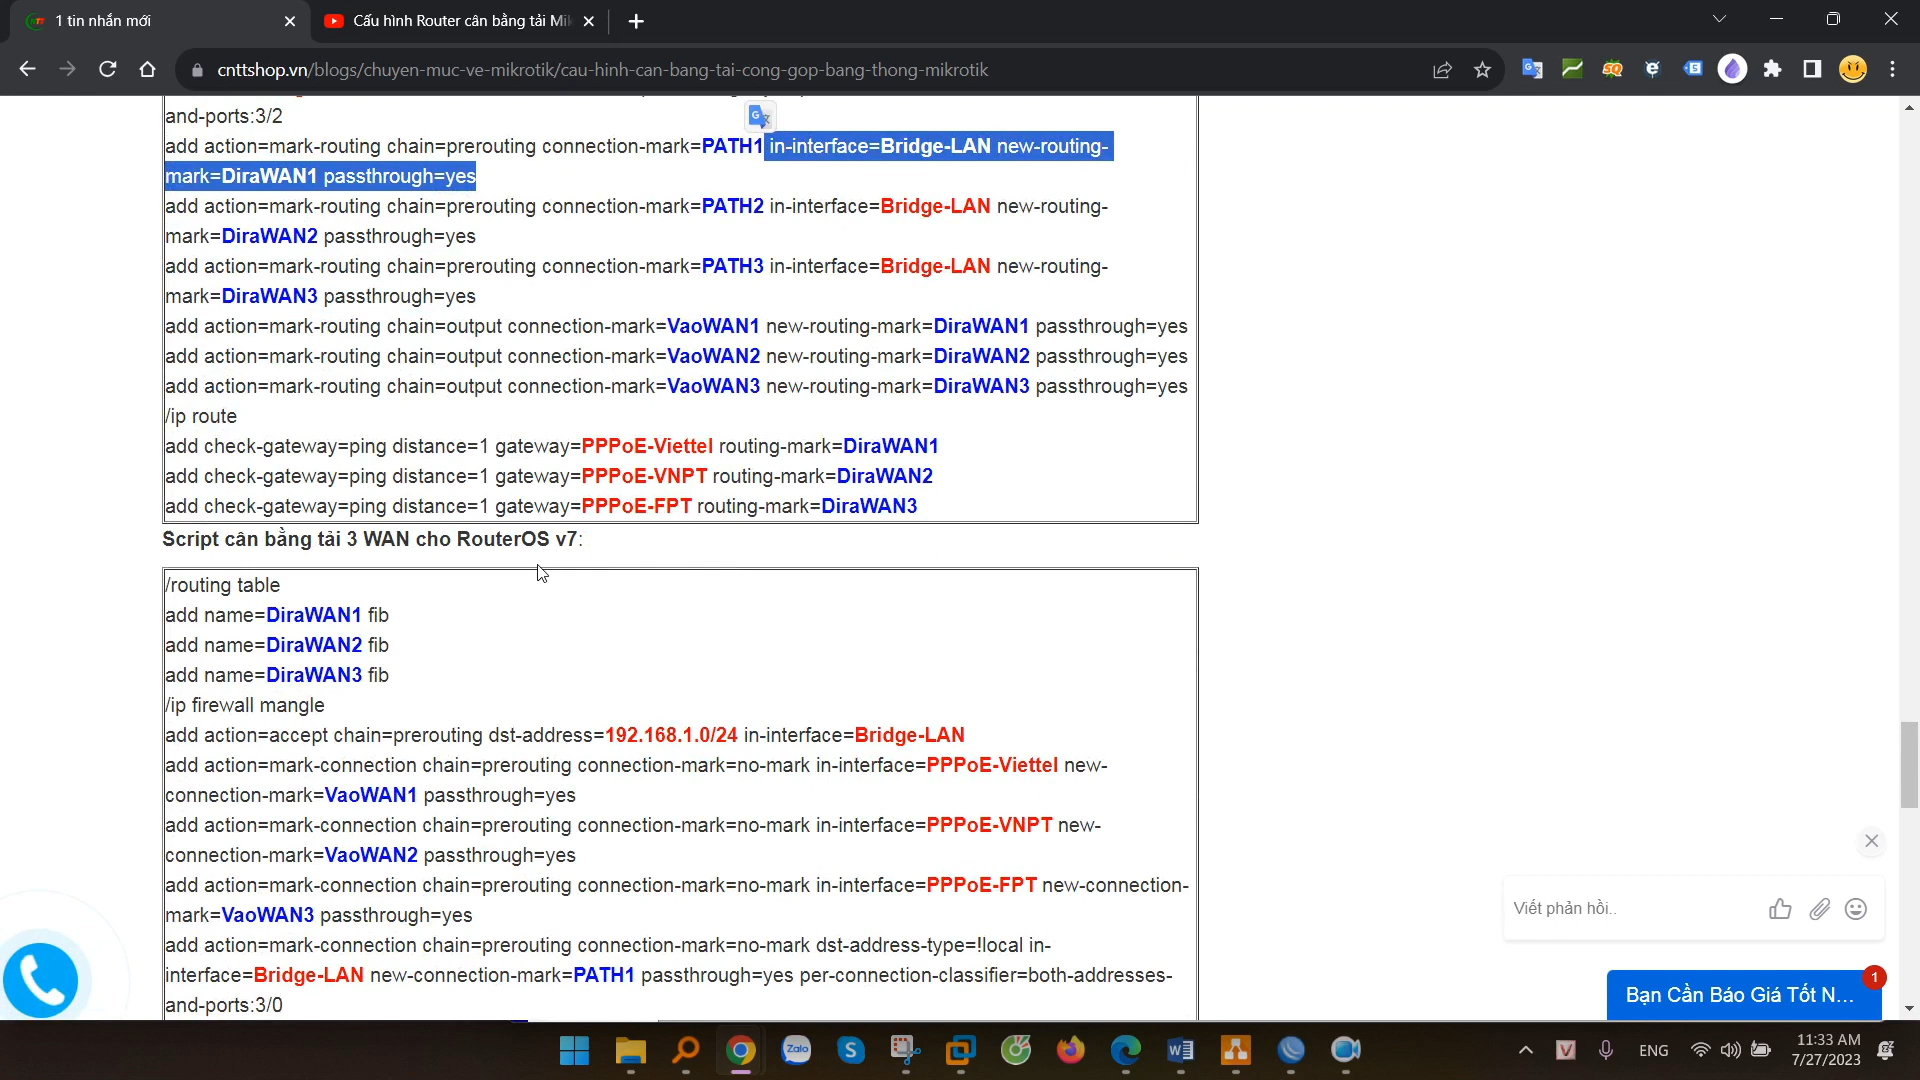 1 tin nhắn mới
Cấu hình Router cân bằng tải Mi
cnttshop.vn/blogs/chuyen-muc-ve-mikrotik/cau-hinh-can-bang-tai-cong-gop-bang-thong-mikrotik
and-ports:3/2
add action=mark-routing chain=prerouting connection-mark=PATH1 in-interface=Bridge-LAN new-routing-
mark=DiraWAN1 passthrough=yes
add action=mark-routing chain=prerouting connection-mark=PATH2 in-interface=Bridge-LAN new-routing-
mark=DiraWAN2 passthrough=yes
add action=mark-routing chain=prerouting connection-mark=PATH3 in-interface=Bridge-LAN new-routing-
mark=DiraWAN3 passthrough=yes
add action=mark-routing chain=output connection-mark=VaoWAN1 new-routing-mark=DiraWAN1 passthrough=yes
add action=mark-routing chain=output connection-mark=VaoWAN2 new-routing-mark=DiraWAN2 passthrough=yes
add action=mark-routing chain=output connection-mark=VaoWAN3 new-routing-mark=DiraWAN3 passthrough=yes
/ip route
add check-gateway=ping distance=1 gateway=PPPoE-Viettel routing-mark=DiraWAN1
add check-gateway=ping distance=1 gateway=PPPoE-VNPT routing-mark=DiraWAN2
add check-gateway=ping distance=1 gateway=PPPoE-FPT routing-mark=DiraWAN3
Script cân bằng tải 3 WAN cho RouterOS v7:
/routing table
add name=DiraWAN1 fib
add name=DiraWAN2 fib
add name=DiraWAN3 fib
/ip firewall mangle
add action=accept chain=prerouting dst-address=192.168.1.0/24 in-interface=Bridge-LAN
add action=mark-connection chain=prerouting connection-mark=no-mark in-interface=PPPoE-Viettel new-
connection-mark=VaoWAN1 passthrough=yes
add action=mark-connection chain=prerouting connection-mark=no-mark in-interface=PPPoE-VNPT new-
connection-mark=VaoWAN2 passthrough=yes
add action=mark-connection chain=prerouting connection-mark=no-mark in-interface=PPPoE-FPT new-connection-
mark=VaoWAN3 passthrough=yes
add action=mark-connection chain=prerouting connection-mark=no-mark dst-address-type=!local in-
interface=Bridge-LAN new-connection-mark=PATH1 passthrough=yes per-connection-classifier=both-addresses-
and-ports:3/0
Viết phản hồi..
Bạn Cần Báo Giá Tốt N...
1
Zalo
ENG
11:33 AM
7/27/2023